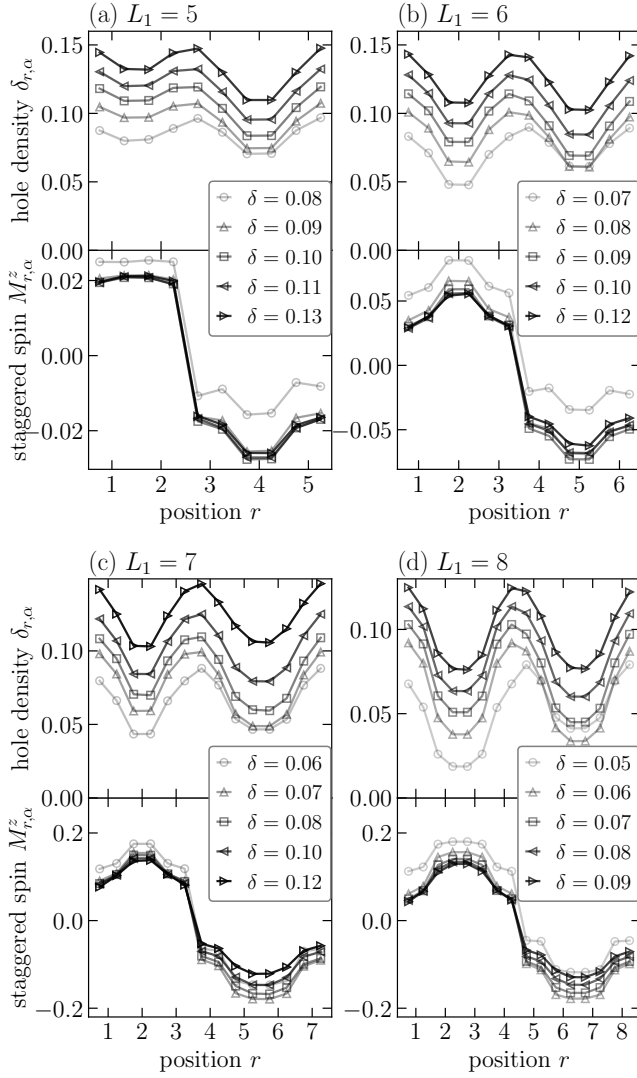 (a) L₁ = 5
(b) L₁ = 6
hole density δ_{r,α}
0.15
0.10
0.05
0.00
0.15
0.10
0.05
0.00
δ = 0.08
δ = 0.09
δ = 0.10
δ = 0.11
δ = 0.13
δ = 0.07
δ = 0.08
δ = 0.09
δ = 0.10
δ = 0.12
staggered spin M^z_{r,α}
0.02
0.00
−0.02
0.05
0.00
−0.05
1 2 3 4 5
1 2 3 4 5 6
position r
position r
(c) L₁ = 7
(d) L₁ = 8
hole density δ_{r,α}
0.10
0.05
0.00
0.10
0.05
0.00
δ = 0.06
δ = 0.07
δ = 0.08
δ = 0.10
δ = 0.12
δ = 0.05
δ = 0.06
δ = 0.07
δ = 0.08
δ = 0.09
staggered spin M^z_{r,α}
0.2
0.0
−0.2
0.2
0.0
−0.2
1 2 3 4 5 6 7
1 2 3 4 5 6 7 8
position r
position r